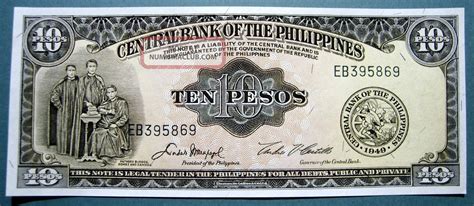 10 CENTRAL BANK OF THE PHILIPPINES 10
THIS NOTE IS A LIABILITY OF THE CENTRAL BANK AND IS
GUARANTEED BY THE GOVERNMENT OF THE REPUBLIC
OF THE PHILIPPINES
NUMISMALCLUB.COM
EB395869
10
TEN PESOS
EB395869
CENTRAL BANK OF THE PHILIPPINES
1949
President of the Philippines.
Governor of the Central Bank.
10 THIS NOTE IS LEGAL TENDER IN THE PHILIPPINES FOR ALL DEBTS, PUBLIC AND PRIVATE 10